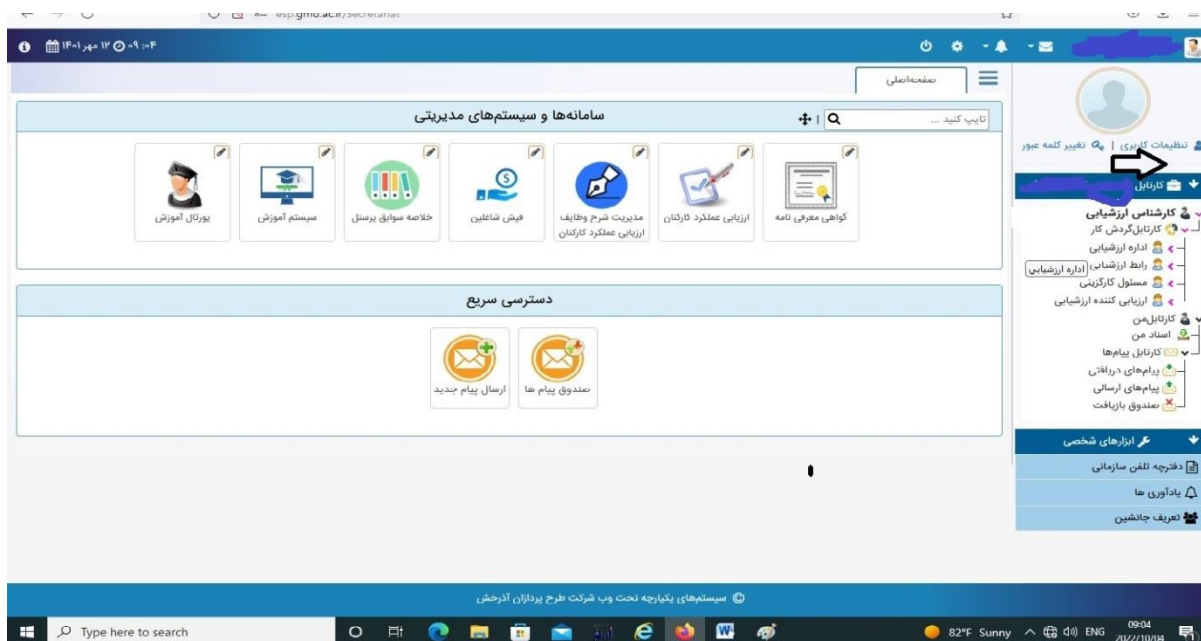 esp.gmu.ac.ir/Secretariat
۰۹:۰۴ ۱۲ مهر ۱۴۰۱
صفحه‌اصلی
سامانه‌ها و سیستم‌های مدیریتی
تایپ کنید ...
گواهی معرفی نامه
ارزیابی عملکرد کارکنان
مدیریت شرح وظایف
ارزیابی عملکرد کارکنان
فیش شاغلین
خلاصه سوابق پرسنل
سیستم آموزش
پورتال آموزش
دسترسی سریع
صندوق پیام ها
ارسال پیام جدید
تنظیمات کاربری | تغییر کلمه عبور
کارتابل
کارشناس ارزشیابی
کارتابل‌گردش کار
اداره ارزشیابی
رابط ارزشیابی
اداره ارزشیابی
مسئول کارگزینی
ارزیابی کننده ارزشیابی
کارتابل‌من
اسناد من
کارتابل پیام‌ها
پیام‌های دریافتی
پیام‌های ارسالی
صندوق بازیافت
ابزارهای شخصی
دفترچه تلفن سازمانی
یادآوری ها
تعریف جانشین
سیستم‌های یکپارچه تحت وب شرکت طرح پردازان آذرخش
Type here to search
82°F Sunny
ENG
09:04
2022/10/04